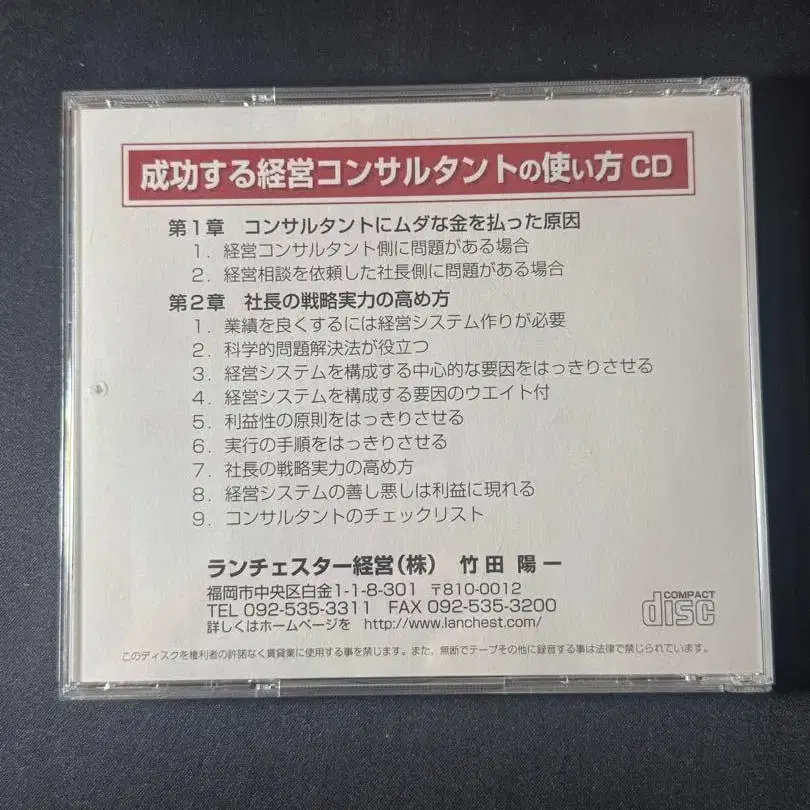 成功する経営コンサルタントの使い方 CD
第1章　コンサルタントにムダな金を払った原因
1．経営コンサルタント側に問題がある場合
2．経営相談を依頼した社長側に問題がある場合
第2章　社長の戦略実力の高め方
1．業績を良くするには経営システム作りが必要
2．科学的問題解決法が役立つ
3．経営システムを構成する中心的な要因をはっきりさせる
4．経営システムを構成する要因のウエイト付
5．利益性の原則をはっきりさせる
6．実行の手順をはっきりさせる
7．社長の戦略実力の高め方
8．経営システムの善し悪しは利益に現れる
9．コンサルタントのチェックリスト
ランチェスター経営(株)　竹田 陽一
福岡市中央区白金1-1-8-301　〒810-0012
TEL 092-535-3311　FAX 092-535-3200
詳しくはホームページを　http://www.lanchest.com/
COMPACT
disc
このディスクを権利者の許諾なく賃貸業に使用する事を禁じます。また、無断でテープその他に録音する事は法律で禁じられています。